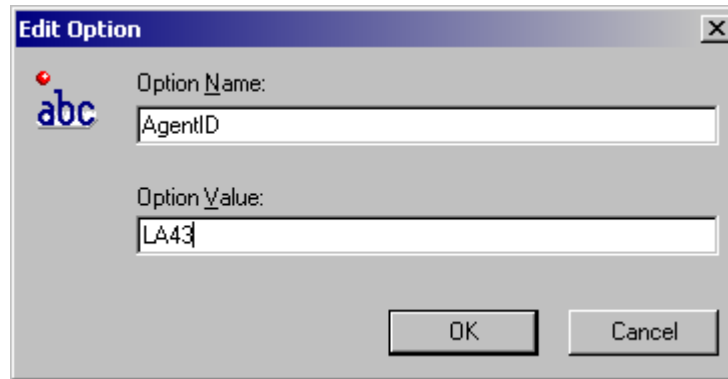 Edit Option
abc
Option Name:
AgentID
Option Value:
LA43
OK Cancel